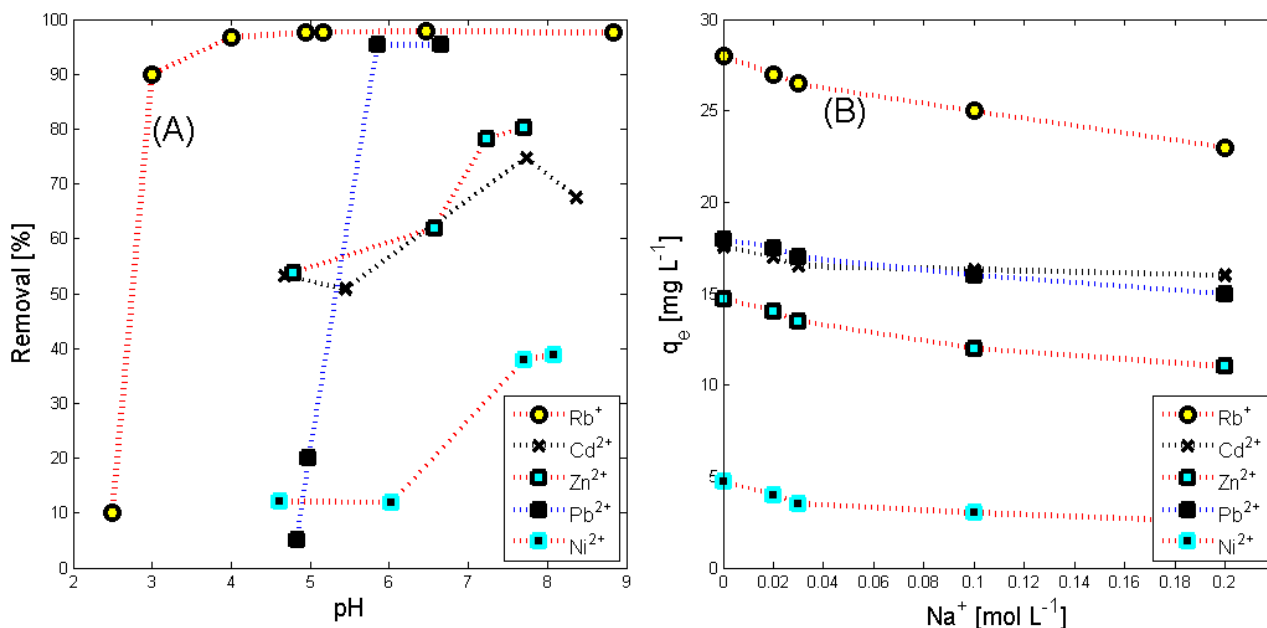 100
90
80
70
60
50
40
30
20
10
0
Removal [%]
(A)
2 3 4 5 6 7 8 9
pH
Rb⁺
Cd²⁺
Zn²⁺
Pb²⁺
Ni²⁺
30
25
20
15
10
5
0
qₑ [mg L⁻¹]
(B)
0 0.02 0.04 0.06 0.08 0.1 0.12 0.14 0.16 0.18 0.2
Na⁺ [mol L⁻¹]
Rb⁺
Cd²⁺
Zn²⁺
Pb²⁺
Ni²⁺